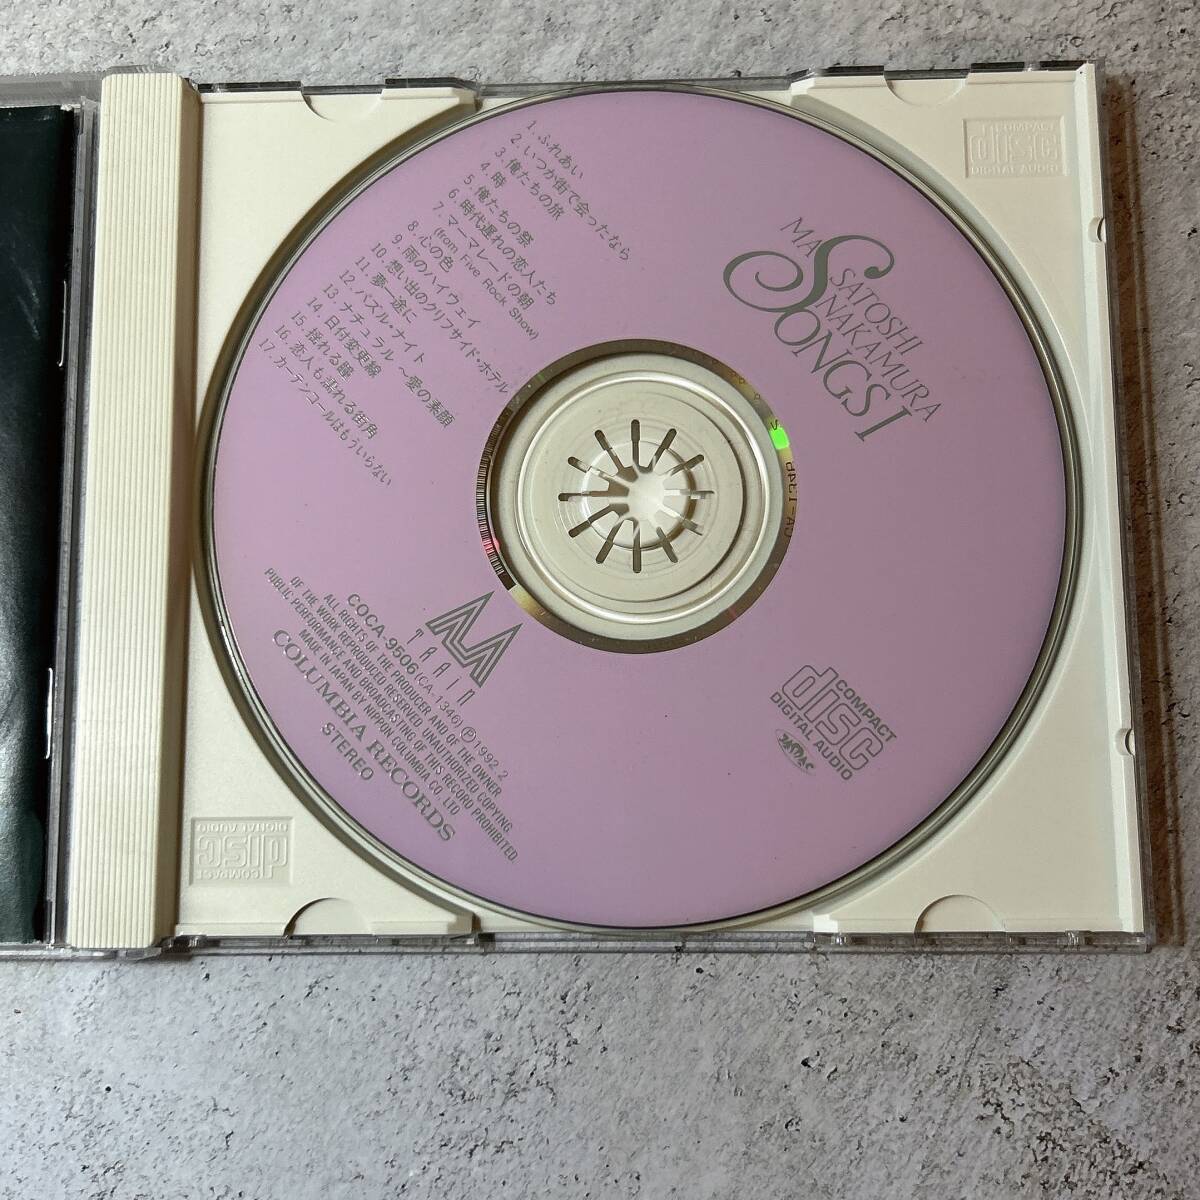 MASATOSHI
NAKAMURA
SONGS I
1. ふれあい
2. いつか街で会ったなら
3. 俺たちの旅
4. 時
5. 俺たちの祭
6. 時代遅れの恋人たち
7. マーマレードの朝
(from Five Rock Show)
8. 心の色
9. 雨のハイウェイ
10. 想い出のクリフサイド・ホテル
11. 夢一途に
12. パズル・ナイト
13. ナチュラル 〜愛の素顔
14. 日付変更線
15. 揺れる瞳
16. 恋人も濡れる街角
17. カーテンコールはもういらない
TRAIN
COCA-9506 (CA-1346) Ⓟ1992.2
ALL RIGHTS OF THE PRODUCER AND OF THE OWNER
OF THE WORK REPRODUCED RESERVED UNAUTHORIZED COPYING
PUBLIC PERFORMANCE AND BROADCASTING OF THIS RECORD PROHIBITED
MADE IN JAPAN BY NIPPON COLUMBIA CO., LTD
COLUMBIA RECORDS
STEREO
COMPACT
disc
DIGITAL AUDIO
COMPACT
disc
DIGITAL AUDIO
COMPACT
disc
DIGITAL AUDIO